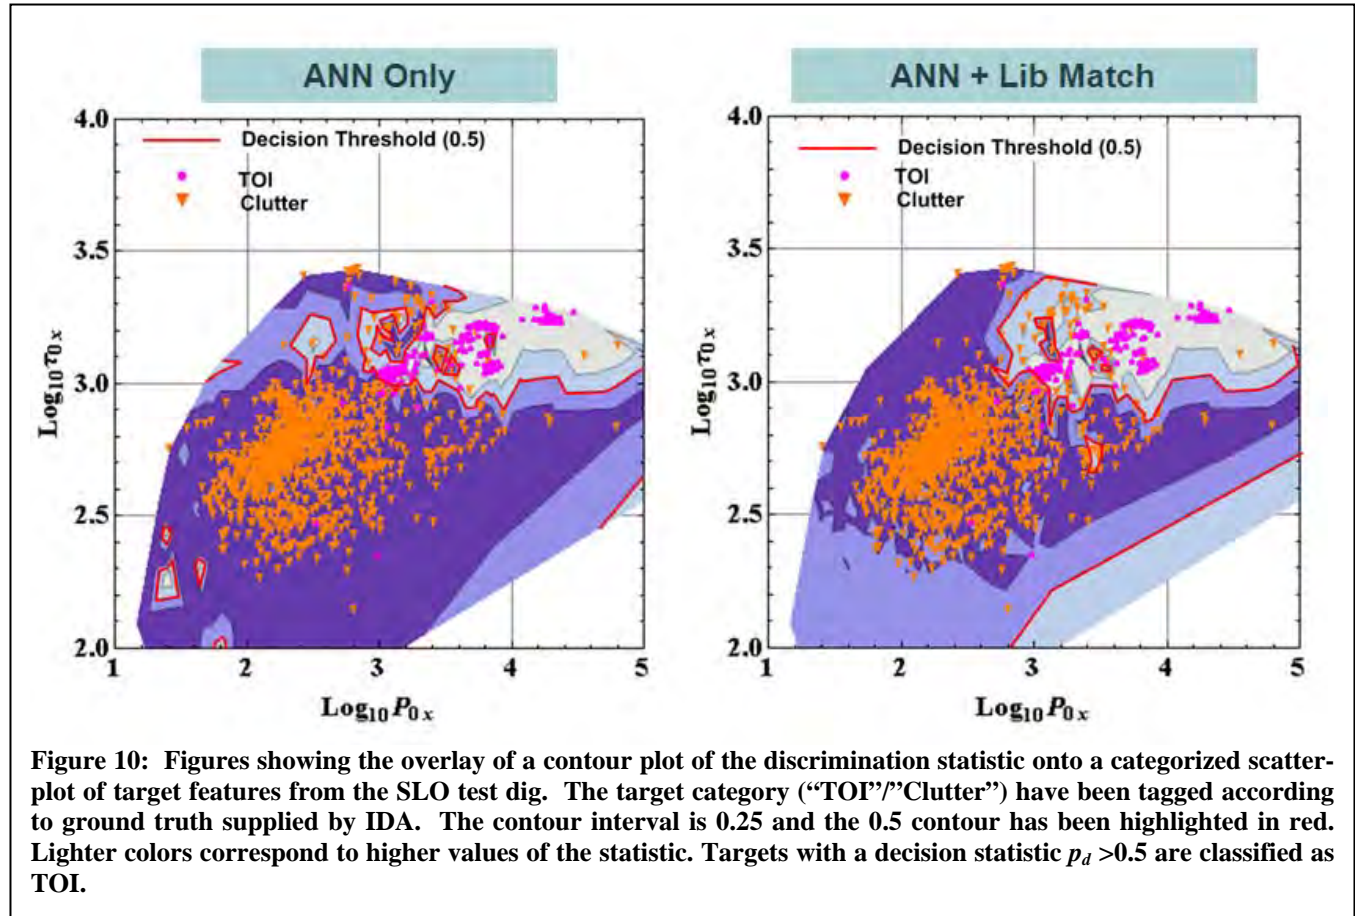 ANN Only
ANN + Lib Match
4.0
3.5
3.0
2.5
2.0
Log10 τ0x
Decision Threshold (0.5)
TOI
Clutter
1 2 3 4 5
Log10 P0x
4.0
3.5
3.0
2.5
2.0
Log10 τ0x
Decision Threshold (0.5)
TOI
Clutter
1 2 3 4 5
Log10 P0x
Figure 10: Figures showing the overlay of a contour plot of the discrimination statistic onto a categorized scatter-
plot of target features from the SLO test dig. The target category (“TOI”/”Clutter”) have been tagged according
to ground truth supplied by IDA. The contour interval is 0.25 and the 0.5 contour has been highlighted in red.
Lighter colors correspond to higher values of the statistic. Targets with a decision statistic pd >0.5 are classified as
TOI.